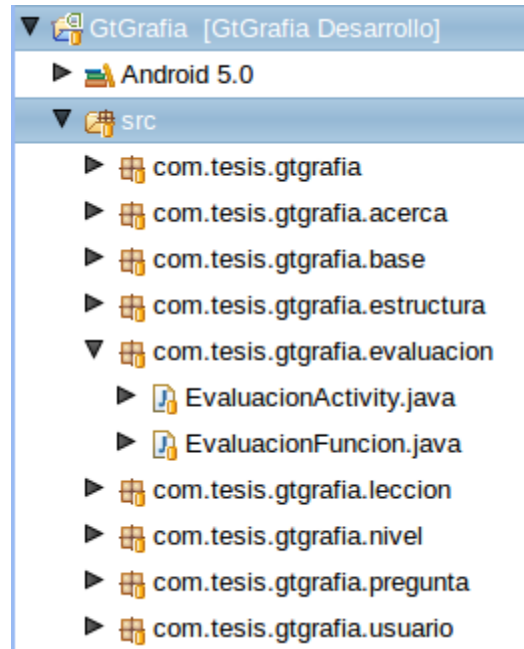 GtGrafia [GtGrafia Desarrollo]
Android 5.0
src
com.tesis.gtgrafia
com.tesis.gtgrafia.acerca
com.tesis.gtgrafia.base
com.tesis.gtgrafia.estructura
com.tesis.gtgrafia.evaluacion
EvaluacionActivity.java
EvaluacionFuncion.java
com.tesis.gtgrafia.leccion
com.tesis.gtgrafia.nivel
com.tesis.gtgrafia.pregunta
com.tesis.gtgrafia.usuario